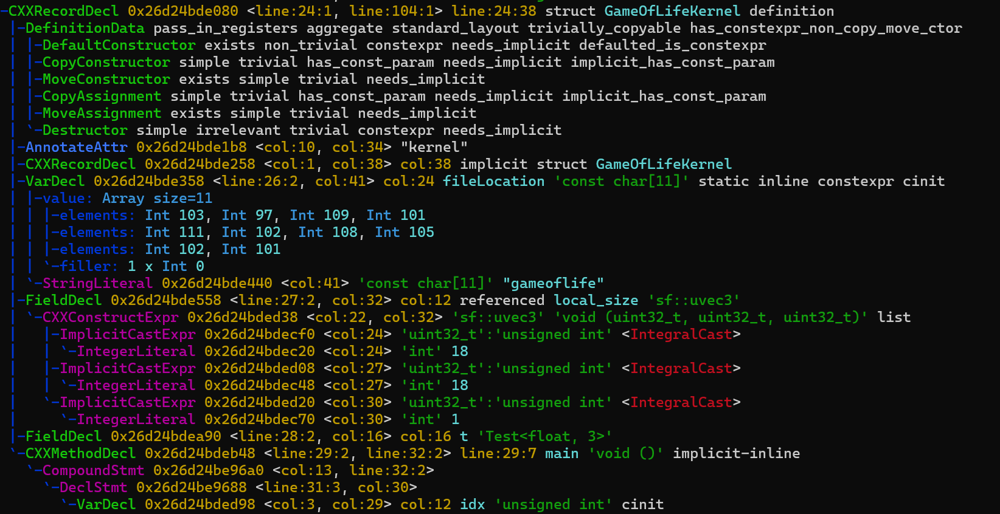 -CXXRecordDecl 0x26d24bde080 <line:24:1, line:104:1> line:24:38 struct GameOfLifeKernel definition
|-DefinitionData pass_in_registers aggregate standard_layout trivially_copyable has_constexpr_non_copy_move_ctor
| |-DefaultConstructor exists non_trivial constexpr needs_implicit defaulted_is_constexpr
| |-CopyConstructor simple trivial has_const_param needs_implicit implicit_has_const_param
| |-MoveConstructor exists simple trivial needs_implicit
| |-CopyAssignment simple trivial has_const_param needs_implicit implicit_has_const_param
| |-MoveAssignment exists simple trivial needs_implicit
| `-Destructor simple irrelevant trivial constexpr needs_implicit
|-AnnotateAttr 0x26d24bde1b8 <col:10, col:34> "kernel"
|-CXXRecordDecl 0x26d24bde258 <col:1, col:38> col:38 implicit struct GameOfLifeKernel
|-VarDecl 0x26d24bde358 <line:26:2, col:41> col:24 fileLocation 'const char[11]' static inline constexpr cinit
| |-value: Array size=11
| | |-elements: Int 103, Int 97, Int 109, Int 101
| | |-elements: Int 111, Int 102, Int 108, Int 105
| | |-elements: Int 102, Int 101
| | `-filler: 1 x Int 0
| `-StringLiteral 0x26d24bde440 <col:41> 'const char[11]' "gameoflife"
|-FieldDecl 0x26d24bde558 <line:27:2, col:32> col:12 referenced local_size 'sf::uvec3'
| `-CXXConstructExpr 0x26d24bded38 <col:22, col:32> 'sf::uvec3' 'void (uint32_t, uint32_t, uint32_t)' list
|   |-ImplicitCastExpr 0x26d24bdecf0 <col:24> 'uint32_t':'unsigned int' <IntegralCast>
|   | `-IntegerLiteral 0x26d24bdec20 <col:24> 'int' 18
|   |-ImplicitCastExpr 0x26d24bded08 <col:27> 'uint32_t':'unsigned int' <IntegralCast>
|   | `-IntegerLiteral 0x26d24bdec48 <col:27> 'int' 18
|   `-ImplicitCastExpr 0x26d24bded20 <col:30> 'uint32_t':'unsigned int' <IntegralCast>
|     `-IntegerLiteral 0x26d24bdec70 <col:30> 'int' 1
|-FieldDecl 0x26d24bdea90 <line:28:2, col:16> col:16 t 'Test<float, 3>'
`-CXXMethodDecl 0x26d24bdeb48 <line:29:2, line:32:2> line:29:7 main 'void ()' implicit-inline
  `-CompoundStmt 0x26d24be96a0 <col:13, line:32:2>
    `-DeclStmt 0x26d24be9688 <line:31:3, col:30>
      `-VarDecl 0x26d24bded98 <col:3, col:29> col:12 idx 'unsigned int' cinit